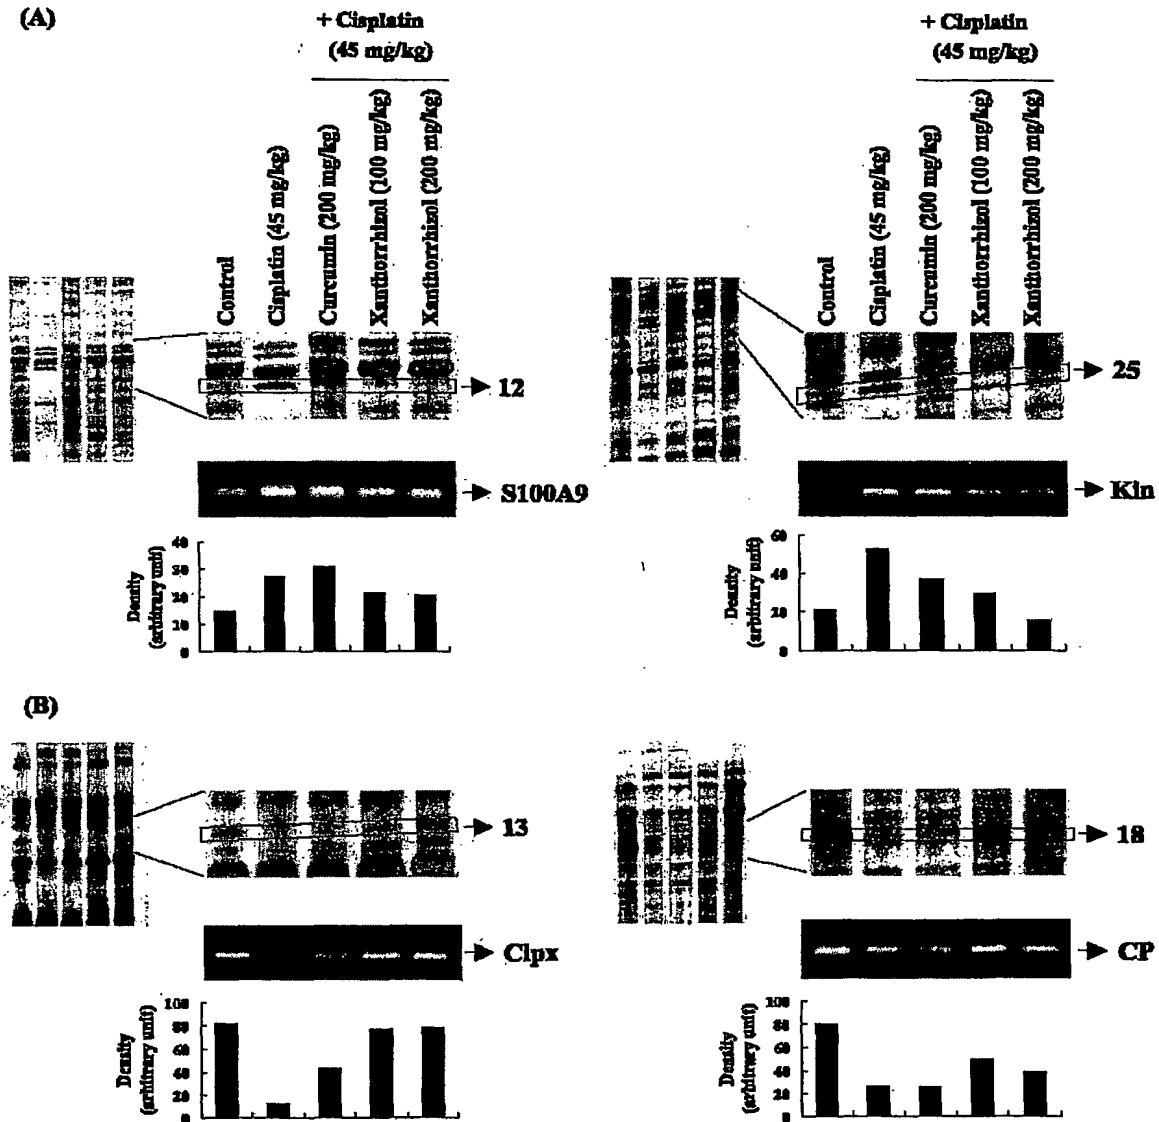 (A)
+ Cisplatin
(45 mg/kg)
Control
Cisplatin (45 mg/kg)
Curcumin (200 mg/kg)
Xanthorrhizol (100 mg/kg)
Xanthorrhizol (200 mg/kg)
12
S100A9
Density
(arbitrary unit)
40
30
20
10
0
+ Cisplatin
(45 mg/kg)
Control
Cisplatin (45 mg/kg)
Curcumin (200 mg/kg)
Xanthorrhizol (100 mg/kg)
Xanthorrhizol (200 mg/kg)
25
Kin
Density
(arbitrary unit)
60
40
20
0
(B)
13
Clpx
Density
(arbitrary unit)
100
80
60
40
20
0
18
CP
Density
(arbitrary unit)
100
80
60
40
20
0